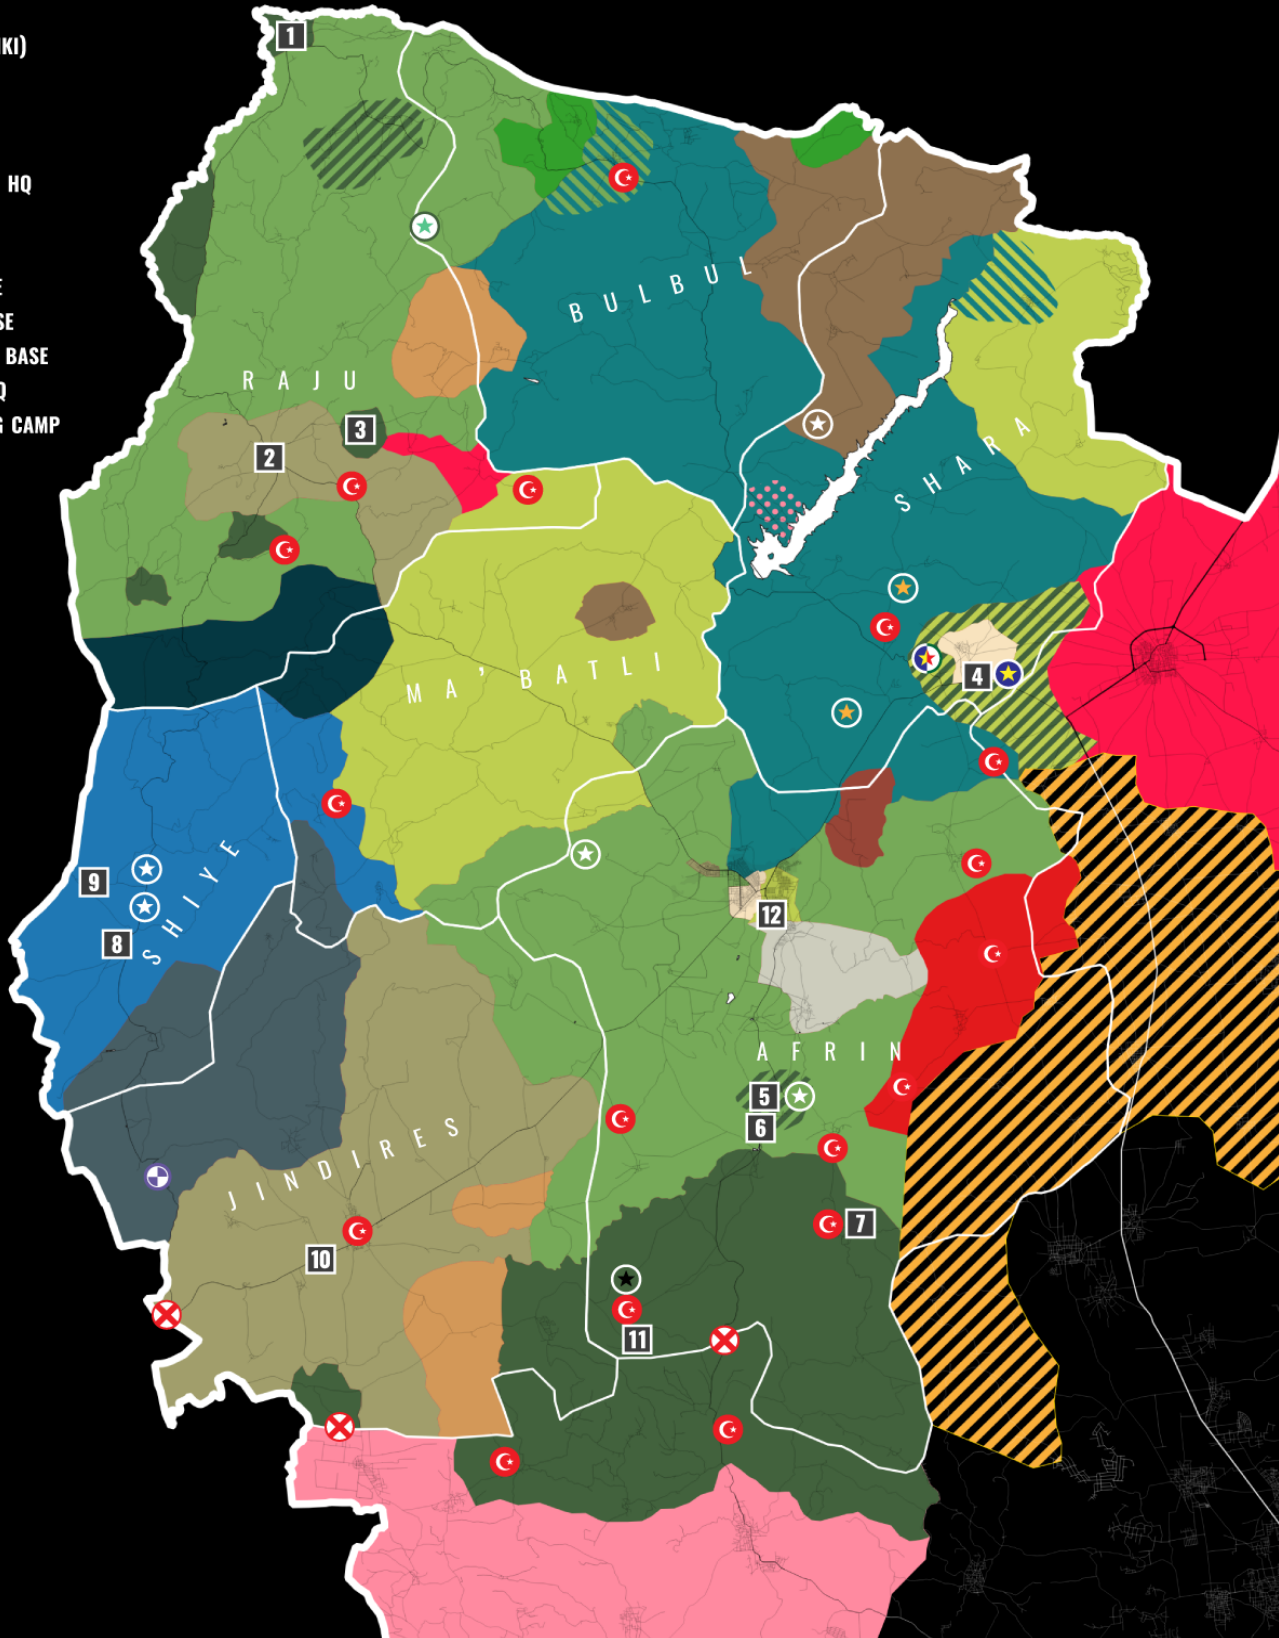 1
KI)
HQ
E
SE
BASE
Q
G CAMP
BULBUL
RAJU
SHARA
3
2
MA'BATLI
4
SHIYE
9
12
8
AFRIN
5
6
JINDIRES
7
10
11